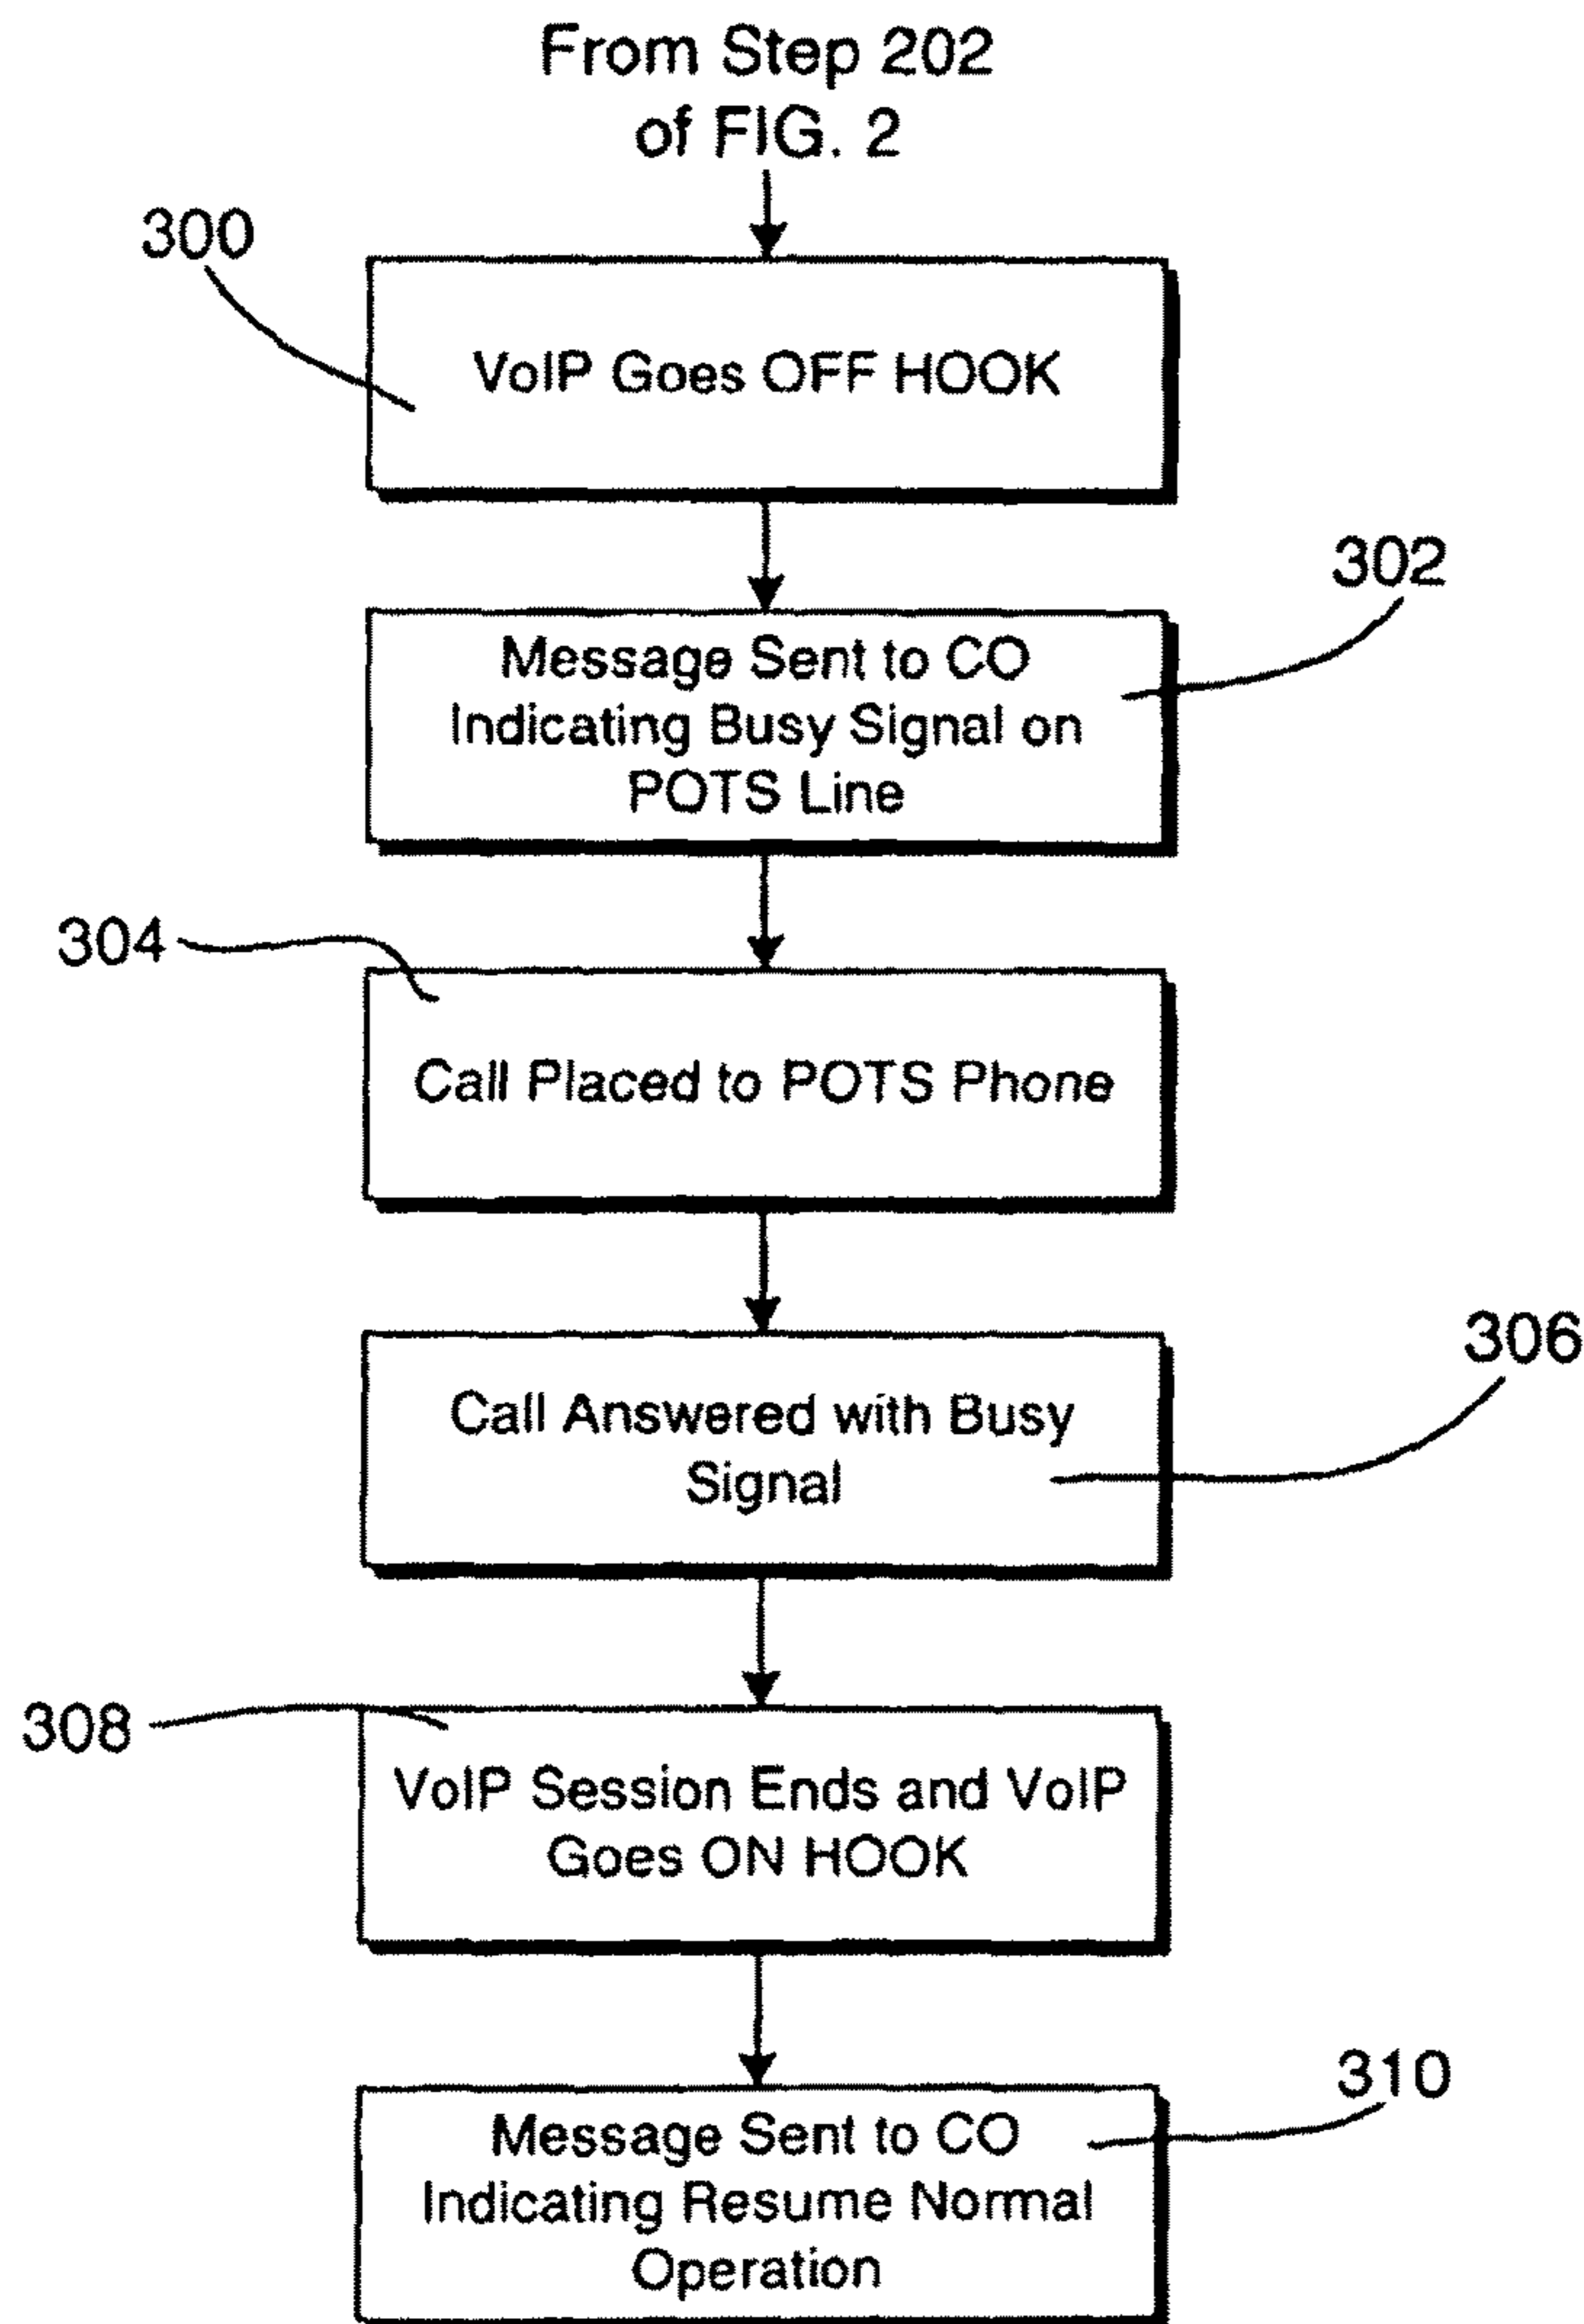 From Step 202
of FIG. 2
300
VoIP Goes OFF HOOK
302
Message Sent to CO
Indicating Busy Signal on
POTS Line
304
Call Placed to POTS Phone
306
Call Answered with Busy
Signal
308
VoIP Session Ends and VoIP
Goes ON HOOK
310
Message Sent to CO
Indicating Resume Normal
Operation